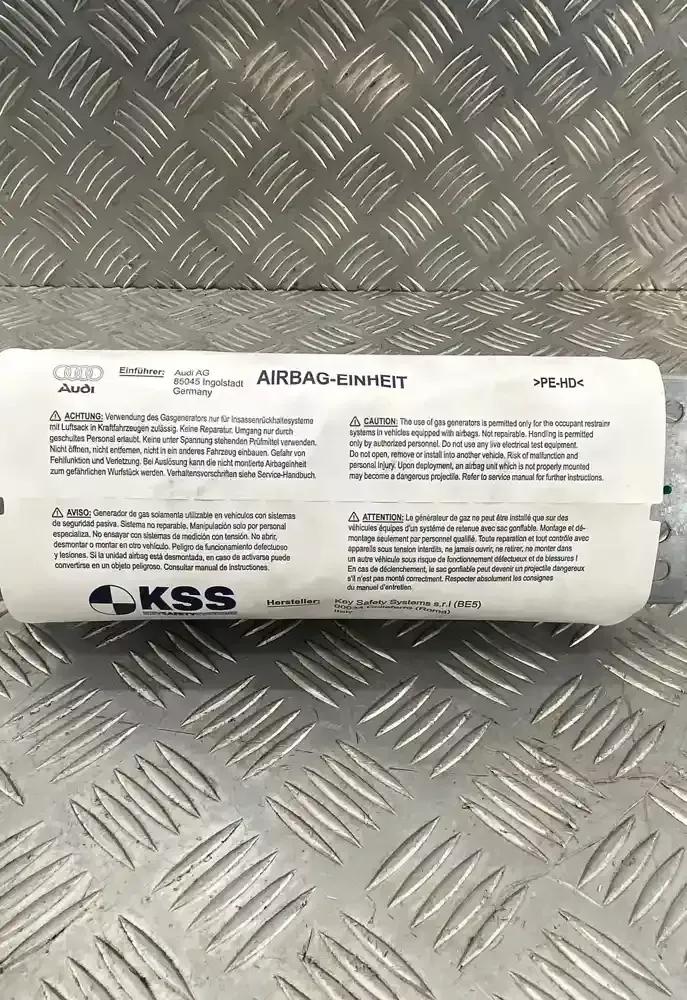 Audi
Einführer: Audi AG
85045 Ingolstadt
Germany
AIRBAG-EINHEIT
>PE-HD<
ACHTUNG: Verwendung des Gasgenerators nur für Insassenrückhaltesysteme
mit Luftsack in Kraftfahrzeugen zulässig. Keine Reparatur. Umgang nur durch
geschultes Personal erlaubt. Keine unter Spannung stehenden Prüfmittel verwenden.
Nicht öffnen, nicht entfernen, nicht in ein anderes Fahrzeug einbauen. Gefahr von
Fehlfunktion und Verletzung. Bei Auslösung kann die nicht montierte Airbageinheit
zum gefährlichen Wurfstück werden. Verhaltensvorschriften siehe Service-Handbuch.
CAUTION: The use of gas generators is permitted only for the occupant restraint
systems in vehicles equipped with airbags. Not repairable. Handling is permitted
only by authorized personnel. Do not use any live electrical test equipment.
Do not open, remove or install into another vehicle. Risk of malfunction and
personal injury. Upon deployment, an airbag unit which is not properly mounted
may become a dangerous projectile. Refer to service manual for further instructions.
AVISO: Generador de gas solamente utilizable en vehículos con sistemas
de seguridad pasiva. Sistema no reparable. Manipulación solo por personal
especializa. No ensayar con sistemas de medición con tensión. No abrir,
desmontar o montar en otro vehículo. Peligro de funcionamiento defectuoso
y lesiones. Si la unidad airbag está desmontada, en caso de activarse puede
convertirse en un objeto peligroso. Consultar manual de instrucciones.
ATTENTION: Le générateur de gaz ne peut être installé que sur des
véhicules équipes d'un système de retenue avec sac gonflable. Montage et dé-
montage seulement par personnel qualifié. Toute reparation et tout contrôle avec
appareils sous tension interdits, ne jamais ouvrir, ne retirer, ne monter dans
un autre véhicule sous risque de fonctionnement défectueux et de blessures !
En cas de déclenchement, le sac gonflable peut devenir un projectile dangereux
s'il n'est pas monté correctment. Respecter absolument les consignes
du manuel d'entretien.
KSS
Hersteller: Key Safety Systems s.r.l (BE5)
00034 Colleferro (Roma)
Italy